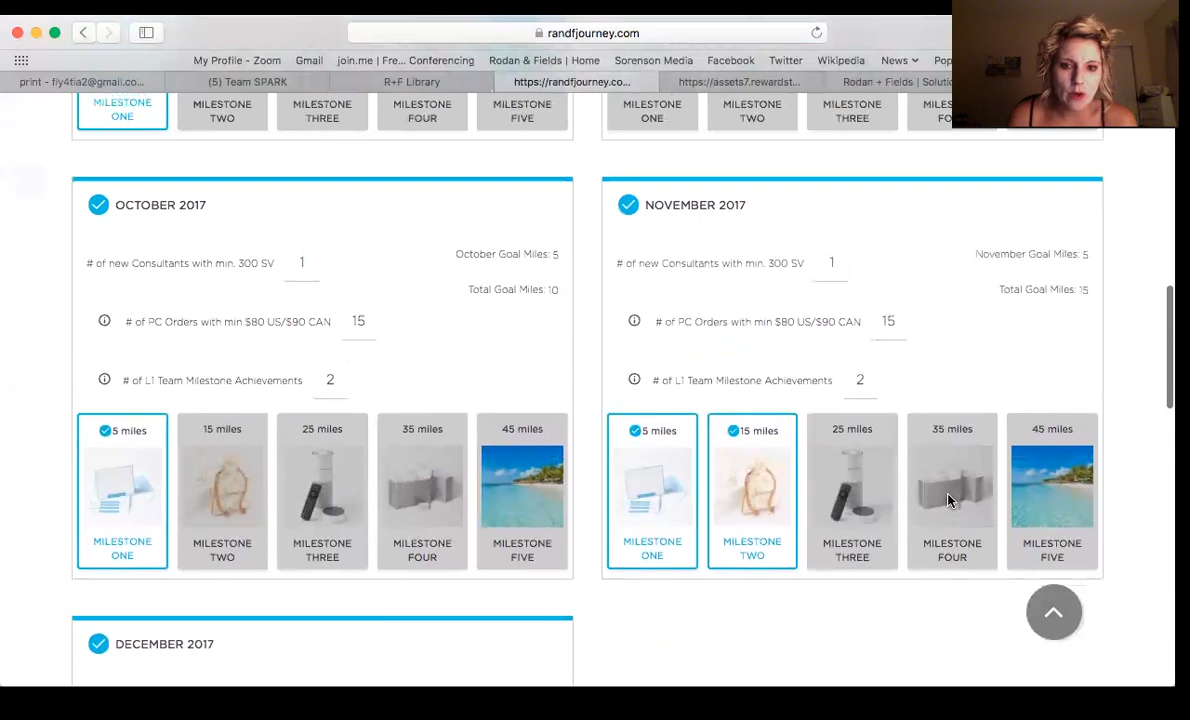 randfjourney.com
My Profile - Zoom Gmail join.me | Fre... Conferencing Rodan & Fields | Home Sorenson Media Facebook Twitter Wikipedia News Pop
print - fly4tia2@gmail.co... (5) Team SPARK R+F Library https://randfjourney.co... https://assets7.rewardst... Rodan + Fields | Soluti
MILESTONE ONE MILESTONE TWO MILESTONE THREE MILESTONE FOUR MILESTONE FIVE
MILESTONE ONE MILESTONE TWO MILESTONE THREE
OCTOBER 2017
# of new Consultants with min. 300 SV 1
October Goal Miles: 5
Total Goal Miles: 10
# of PC Orders with min $80 US/$90 CAN 15
# of L1 Team Milestone Achievements 2
5 miles 15 miles 25 miles 35 miles 45 miles
MILESTONE ONE MILESTONE TWO MILESTONE THREE MILESTONE FOUR MILESTONE FIVE
NOVEMBER 2017
# of new Consultants with min. 300 SV 1
November Goal Miles: 5
Total Goal Miles: 15
# of PC Orders with min $80 US/$90 CAN 15
# of L1 Team Milestone Achievements 2
5 miles 15 miles 25 miles 35 miles 45 miles
MILESTONE ONE MILESTONE TWO MILESTONE THREE MILESTONE FOUR MILESTONE FIVE
DECEMBER 2017